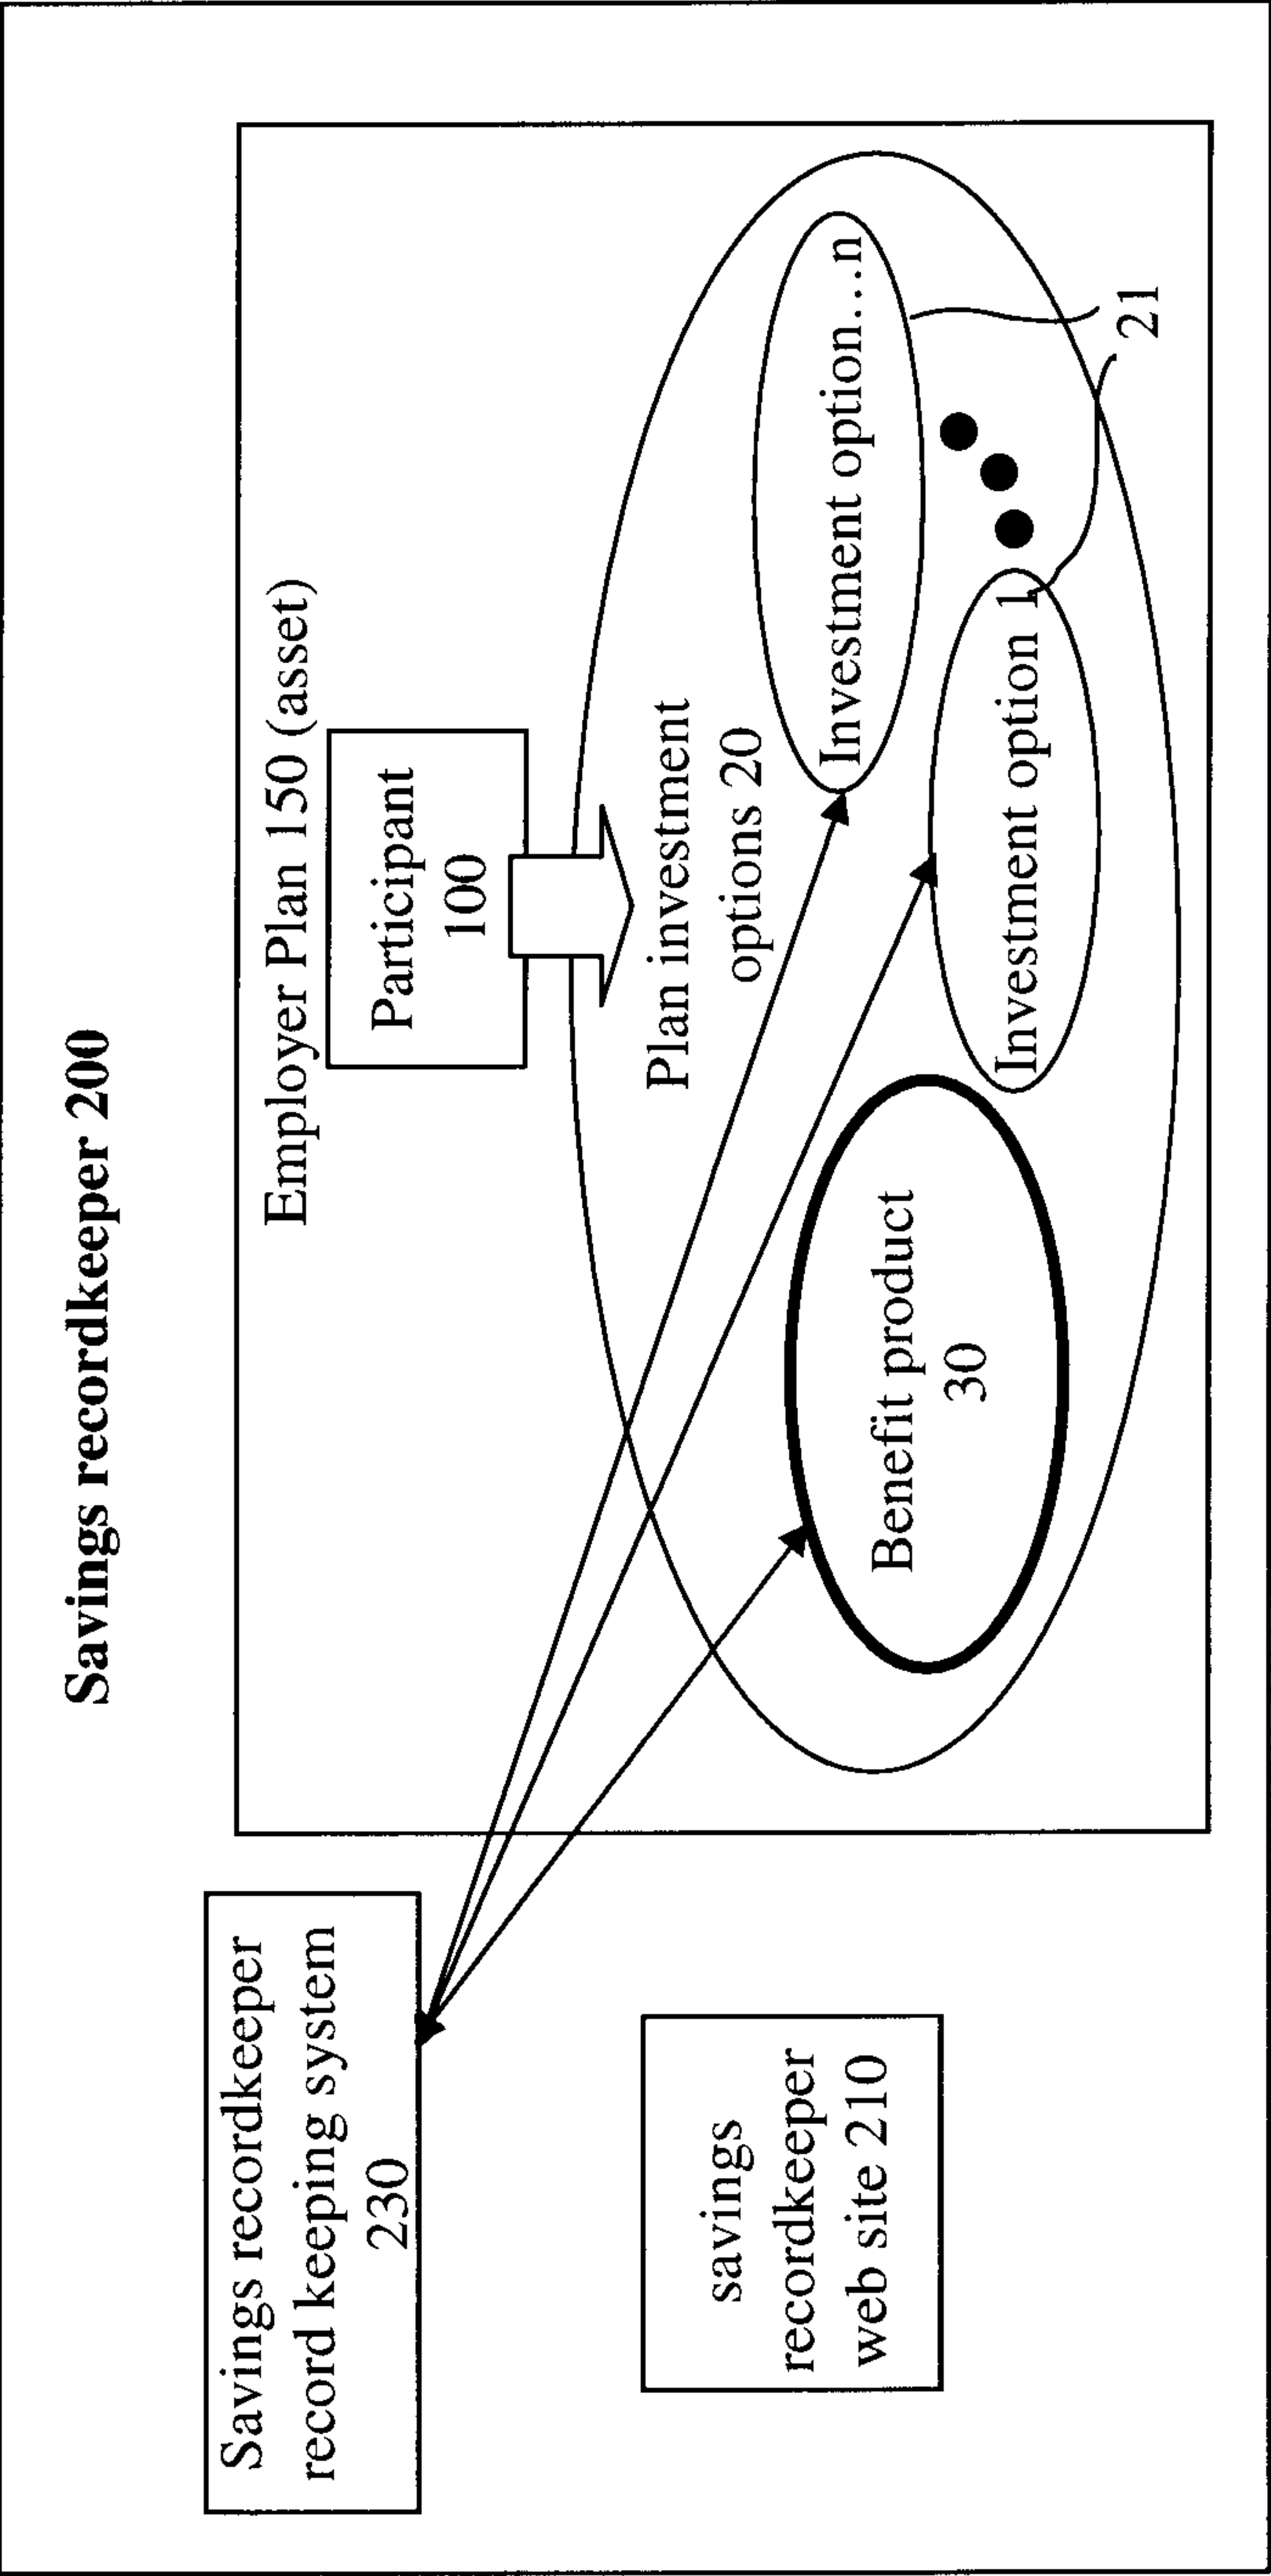 Savings recordkeeper 200
Savings recordkeeper
record keeping system
230
savings
recordkeeper
web site 210
Employer Plan 150 (asset)
Participant
100
Plan investment
options 20
Benefit product
30
Investment option 1
Investment option....n
21